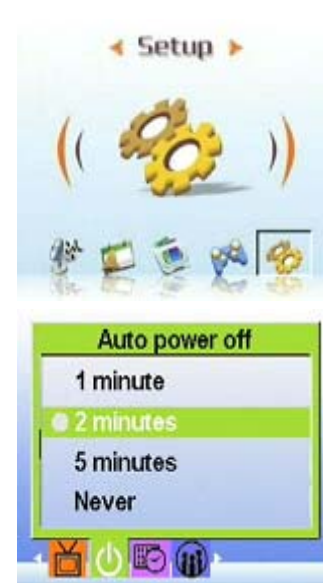 Setup
Auto power off
1 minute
2 minutes
5 minutes
Never